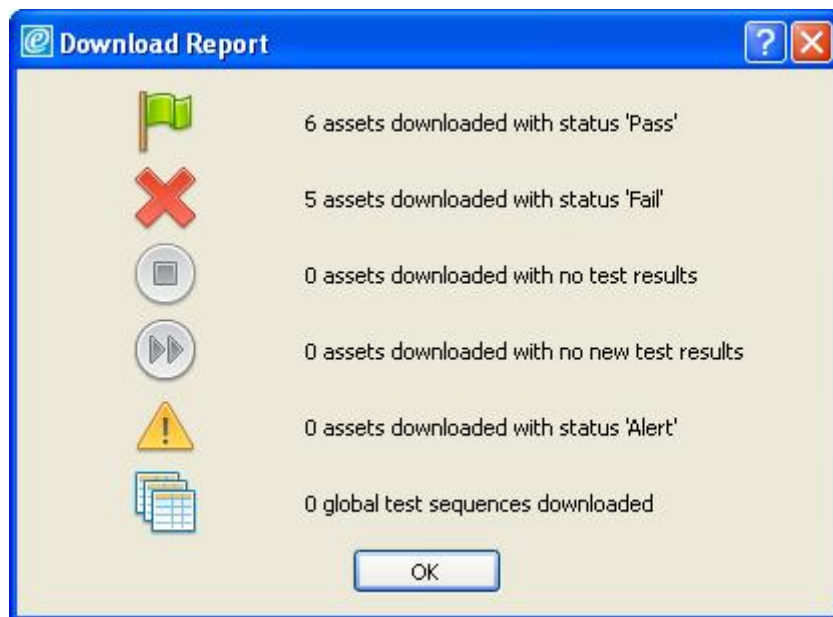 Download Report
6 assets downloaded with status 'Pass'
5 assets downloaded with status 'Fail'
0 assets downloaded with no test results
0 assets downloaded with no new test results
0 assets downloaded with status 'Alert'
0 global test sequences downloaded
OK